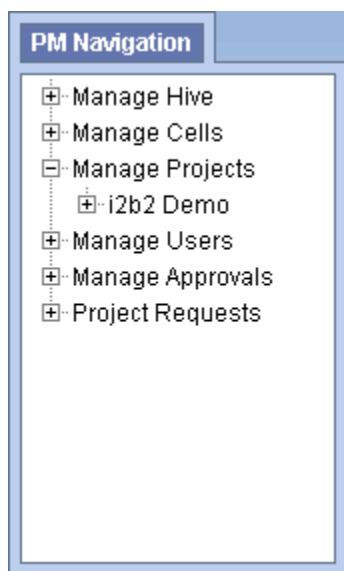 PM Navigation
Manage Hive
Manage Cells
Manage Projects
i2b2 Demo
Manage Users
Manage Approvals
Project Requests